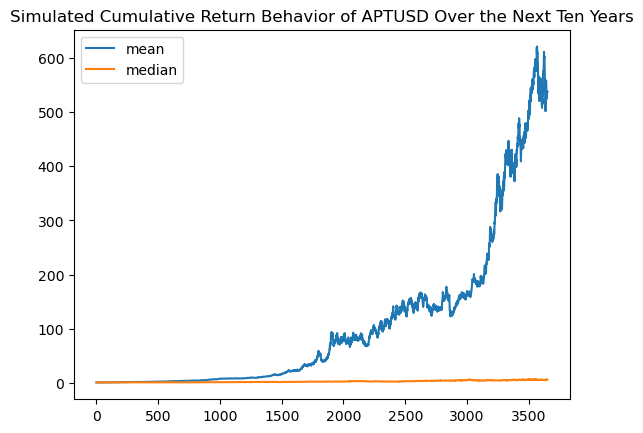 Simulated Cumulative Return Behavior of APTUSD Over the Next Ten Years
mean
median
600
500
400
300
200
100
0
0 500 1000 1500 2000 2500 3000 3500